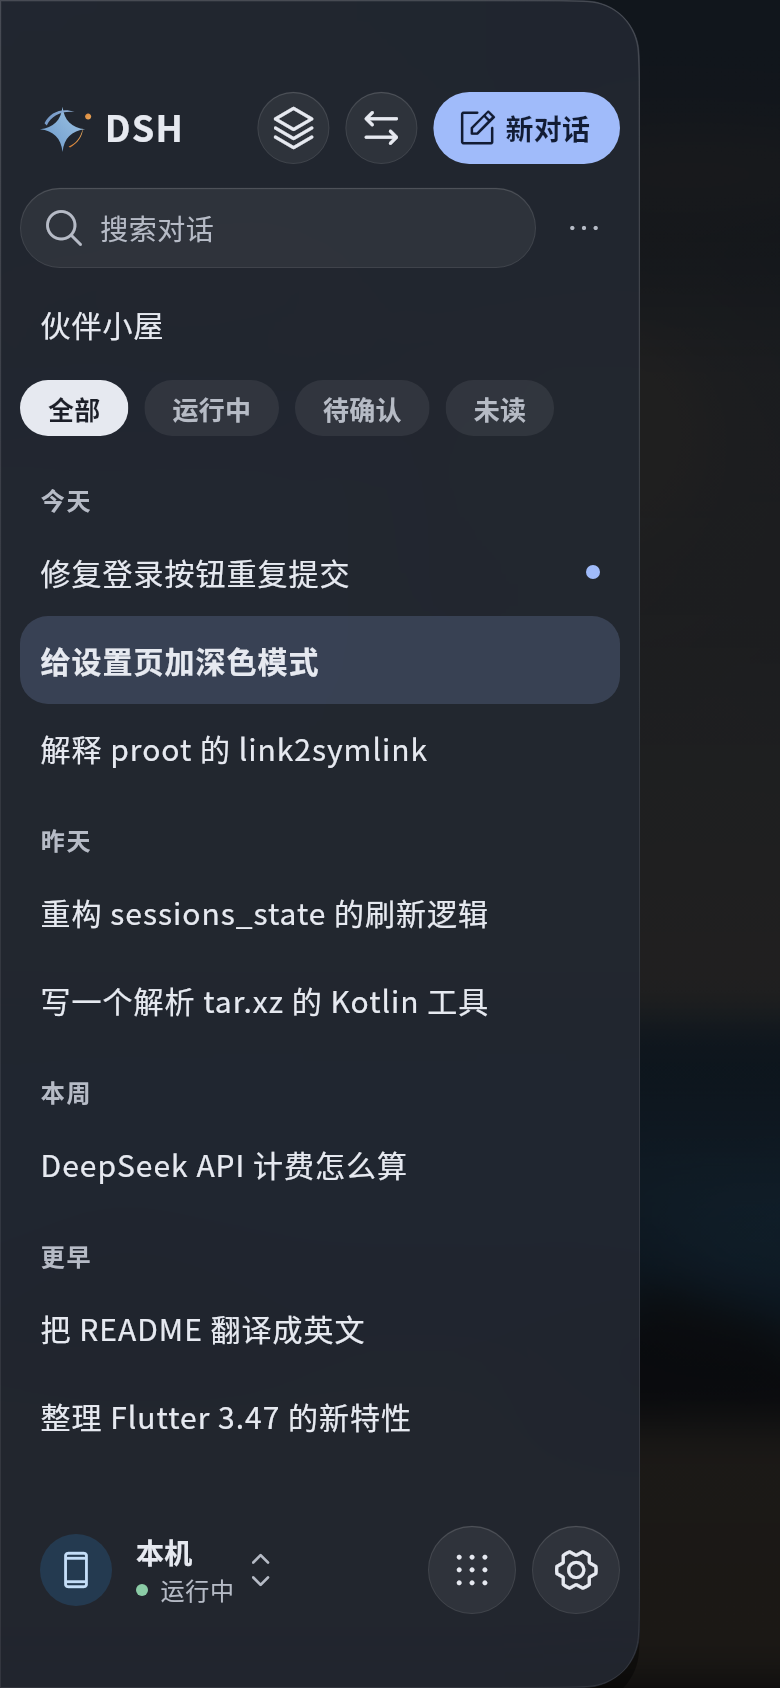 DSH
新对话
搜索对话
伙伴小屋
全部 运行中 待确认 未读
今天
修复登录按钮重复提交
给设置页加深色模式
解释 proot 的 link2symlink
昨天
重构 sessions_state 的刷新逻辑
写一个解析 tar.xz 的 Kotlin 工具
本周
DeepSeek API 计费怎么算
更早
把 README 翻译成英文
整理 Flutter 3.47 的新特性
本机
运行中